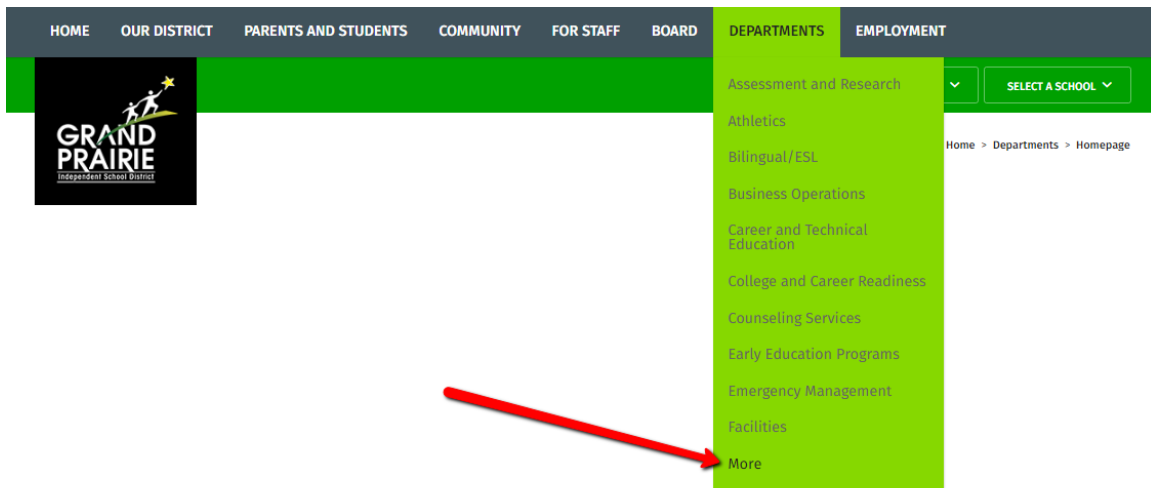 HOME OUR DISTRICT PARENTS AND STUDENTS COMMUNITY FOR STAFF BOARD DEPARTMENTS EMPLOYMENT
SELECT A SCHOOL
GRAND
PRAIRIE
Independent School District
Home > Departments > Homepage
Assessment and Research
Athletics
Bilingual/ESL
Business Operations
Career and Technical
Education
College and Career Readiness
Counseling Services
Early Education Programs
Emergency Management
Facilities
More